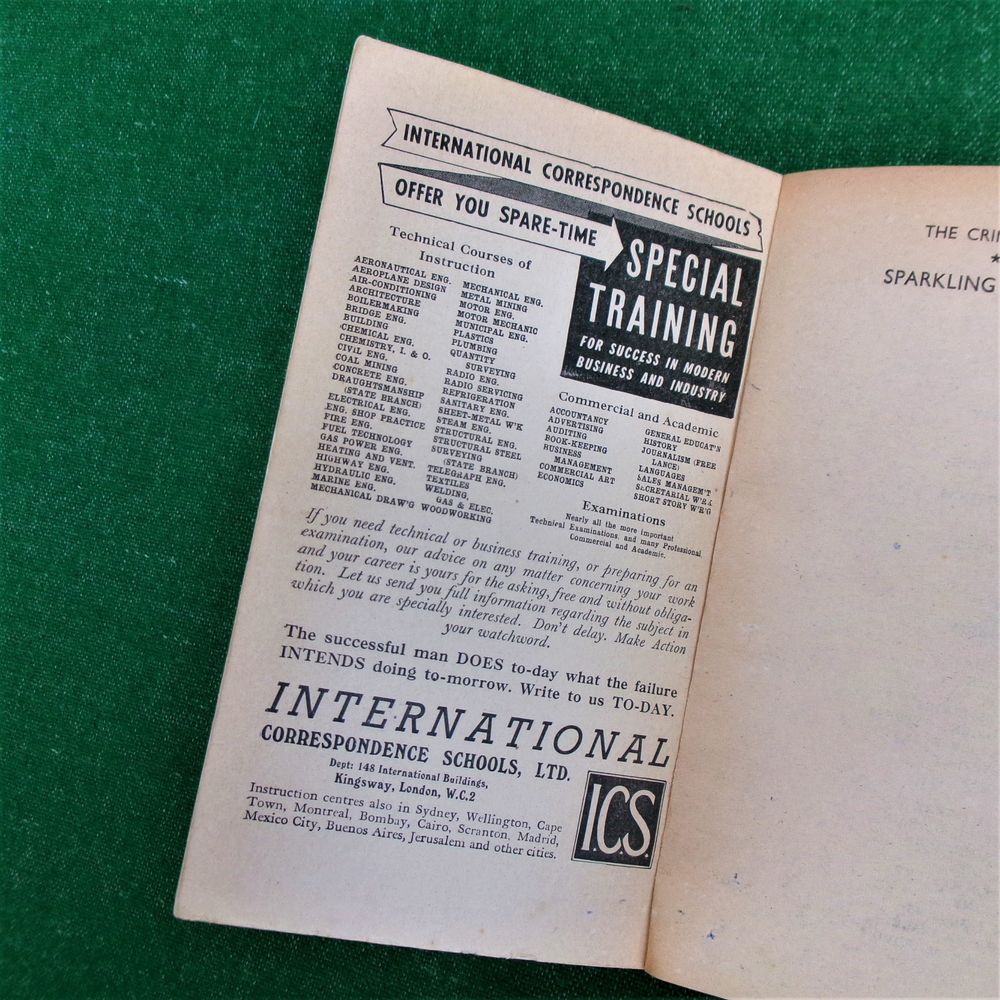 INTERNATIONAL CORRESPONDENCE SCHOOLS
OFFER YOU SPARE-TIME
SPECIAL
TRAINING
FOR SUCCESS IN MODERN
BUSINESS AND INDUSTRY
Technical Courses of
Instruction
AERONAUTICAL ENG.
AEROPLANE DESIGN
AIR-CONDITIONING
ARCHITECTURE
BOILERMAKING
BRIDGE ENG.
BUILDING
CHEMICAL ENG.
CHEMISTRY, I. & O.
CIVIL ENG.
COAL MINING
CONCRETE ENG.
DRAUGHTSMANSHIP
(STATE BRANCH)
ELECTRICAL ENG.
ENG. SHOP PRACTICE
FIRE ENG.
FUEL TECHNOLOGY
GAS POWER ENG.
HEATING AND VENT.
HIGHWAY ENG.
HYDRAULIC ENG.
MARINE ENG.
MECHANICAL DRAW'G
MECHANICAL ENG.
METAL MINING
MOTOR ENG.
MOTOR MECHANIC
MUNICIPAL ENG.
PLASTICS
PLUMBING
QUANTITY
SURVEYING
RADIO ENG.
RADIO SERVICING
REFRIGERATION
SANITARY ENG.
SHEET-METAL W'K
STEAM ENG.
STRUCTURAL ENG.
STRUCTURAL STEEL
SURVEYING
(STATE BRANCH)
TELEGRAPH ENG.
TEXTILES
WELDING,
GAS & ELEC.
WOODWORKING
Commercial and Academic
ACCOUNTANCY
ADVERTISING
AUDITING
BOOK-KEEPING
BUSINESS
MANAGEMENT
COMMERCIAL ART
ECONOMICS
GENERAL EDUCAT'N
HISTORY
JOURNALISM (FREE
LANCE)
LANGUAGES
SALES MANAGEM'T
SECRETARIAL W'R'K
SHORT STORY W'R'G
Examinations
Nearly all the more important
Technical Examinations, and many Professional,
Commercial and Academic.
If you need technical or business training, or preparing for an
examination, our advice on any matter concerning your work
and your career is yours for the asking, free and without obliga-
tion. Let us send you full information regarding the subject in
which you are specially interested. Don't delay. Make Action
your watchword.
The successful man DOES to-day what the failure
INTENDS doing to-morrow. Write to us TO-DAY.
INTERNATIONAL
CORRESPONDENCE SCHOOLS, LTD.
Dept: 148 International Buildings,
Kingsway, London, W.C.2
Instruction centres also in Sydney, Wellington, Cape
Town, Montreal, Bombay, Cairo, Scranton, Madrid,
Mexico City, Buenos Aires, Jerusalem and other cities.
I.C.S.
THE CRI
*
SPARKLING